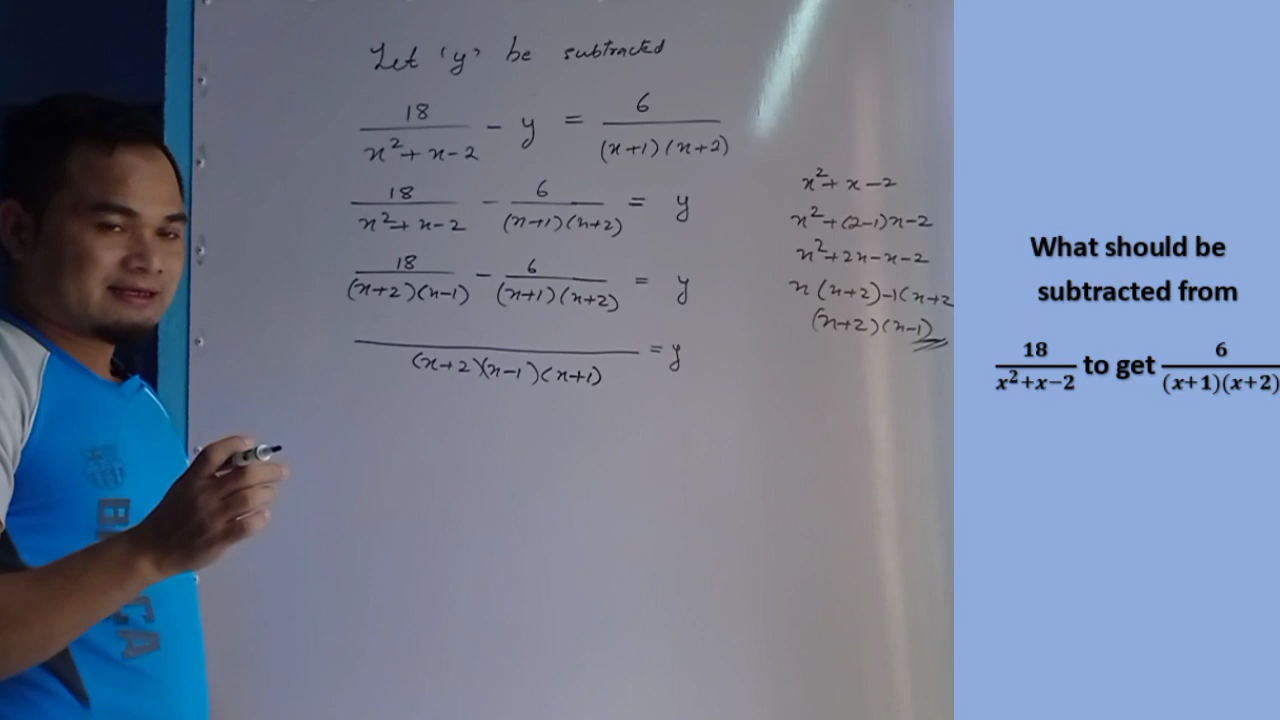 Let 'y' be subtracted
18/(x²+x-2) - y = 6/((x+1)(x+2))
18/(x²+x-2) - 6/((x+1)(x+2)) = y
18/((x+2)(x-1)) - 6/((x+1)(x+2)) = y
/((x+2)(x-1)(x+1)) = y
x²+x-2
x²+(2-1)x-2
x²+2x-x-2
x(x+2)-1(x+2
(x+2)(x-1)
What should be
subtracted from
18/(x²+x−2) to get 6/((x+1)(x+2))